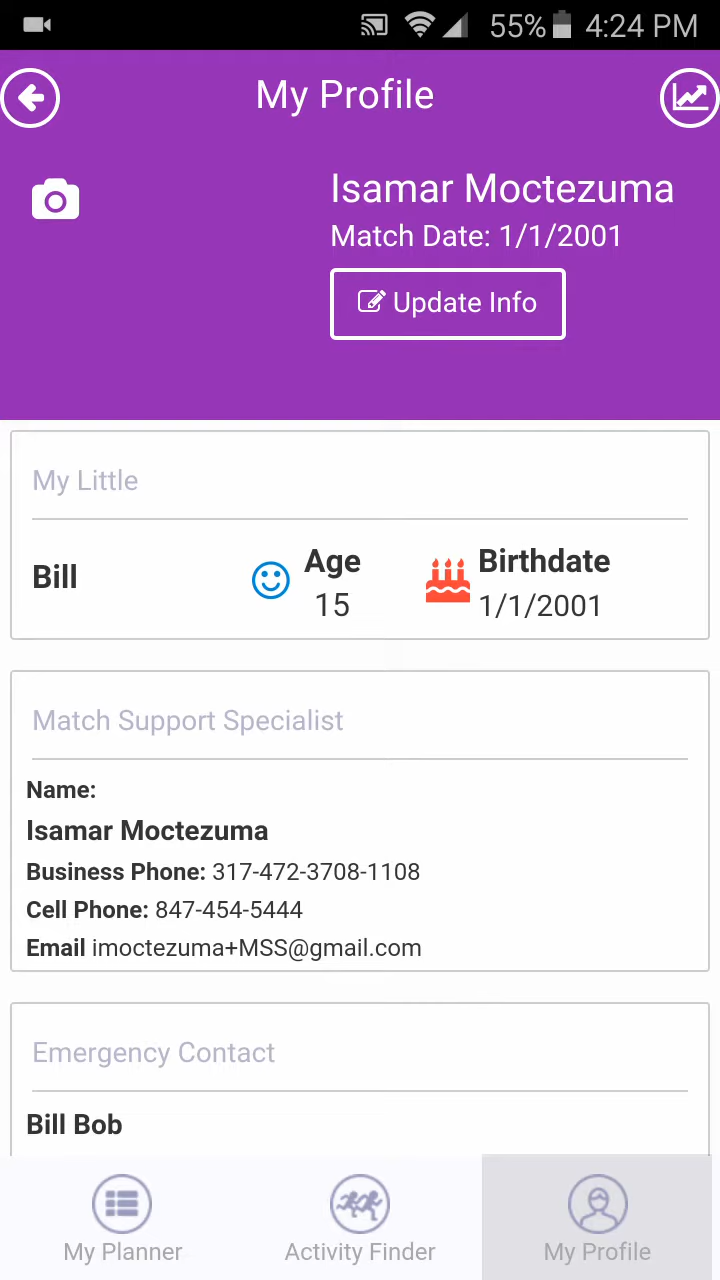 55% 4:24 PM
My Profile
Isamar Moctezuma
Match Date: 1/1/2001
Update Info
My Little
Bill
Age
15
Birthdate
1/1/2001
Match Support Specialist
Name:
Isamar Moctezuma
Business Phone: 317-472-3708-1108
Cell Phone: 847-454-5444
Email imoctezuma+MSS@gmail.com
Emergency Contact
Bill Bob
My Planner
Activity Finder
My Profile